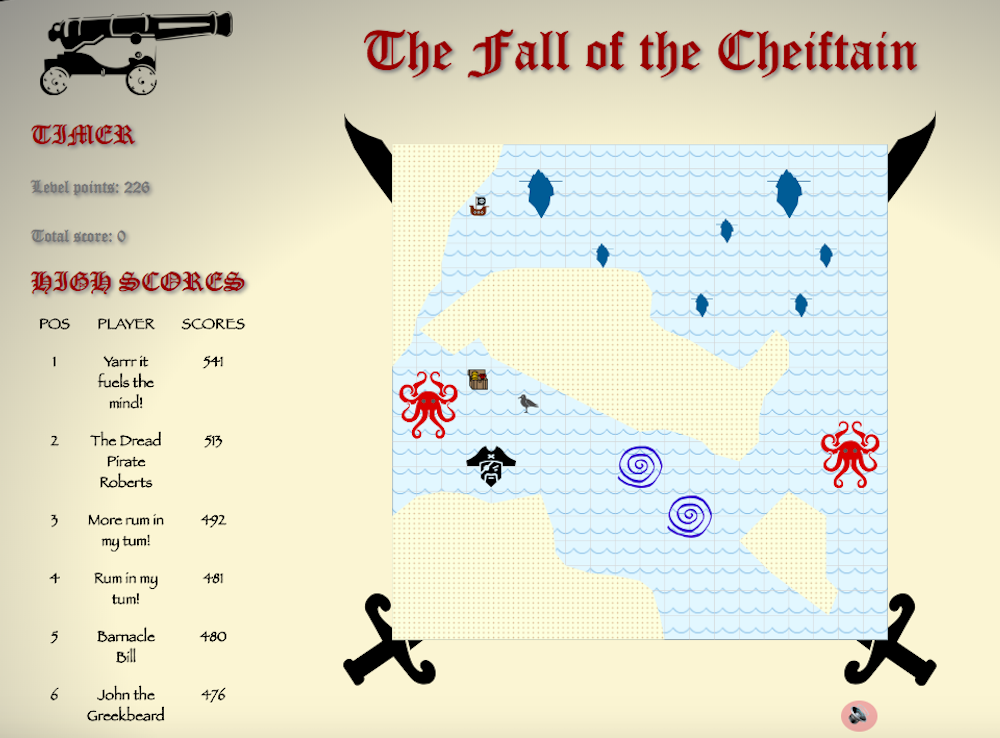 The Fall of the Cheiftain
TIMER
Level points: 226
Total score: 0
HIGH SCORES
POS PLAYER SCORES
1 Yarrr it fuels the mind! 541
2 The Dread Pirate Roberts 513
3 More rum in my tum! 492
4 Rum in my tum! 481
5 Barnacle Bill 480
6 John the Greekbeard 476